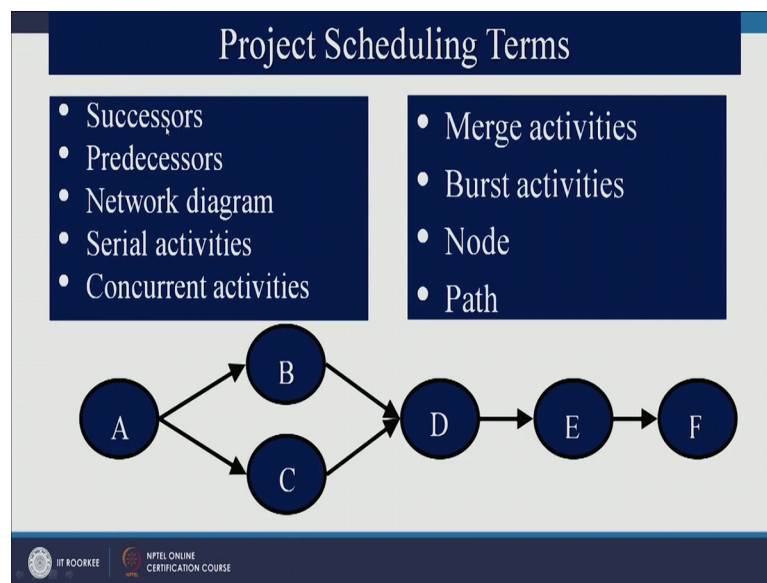 Project Scheduling Terms
• Successors
• Predecessors
• Network diagram
• Serial activities
• Concurrent activities
• Merge activities
• Burst activities
• Node
• Path
A
B
C
D
E
F
IIT ROORKEE
NPTEL ONLINE
CERTIFICATION COURSE